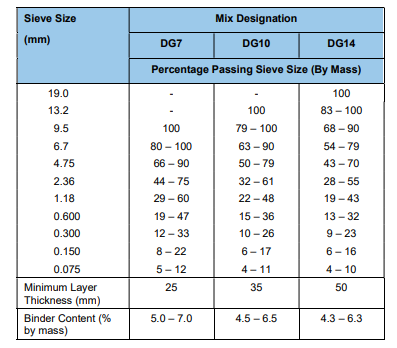 Sieve Size (mm) Mix Designation
DG7 DG10 DG14
Percentage Passing Sieve Size (By Mass)
19.0 - - 100
13.2 - 100 83 – 100
9.5 100 79 – 100 68 – 90
6.7 80 – 100 63 – 90 54 – 79
4.75 66 – 90 50 – 79 43 – 70
2.36 44 – 75 32 – 61 28 – 55
1.18 29 – 60 22 – 48 19 – 43
0.600 19 – 47 15 – 36 13 – 32
0.300 12 – 33 10 – 26 9 – 23
0.150 8 – 22 6 – 17 6 – 16
0.075 5 – 12 4 – 11 4 – 10
Minimum Layer Thickness (mm) 25 35 50
Binder Content (% by mass) 5.0 – 7.0 4.5 – 6.5 4.3 – 6.3